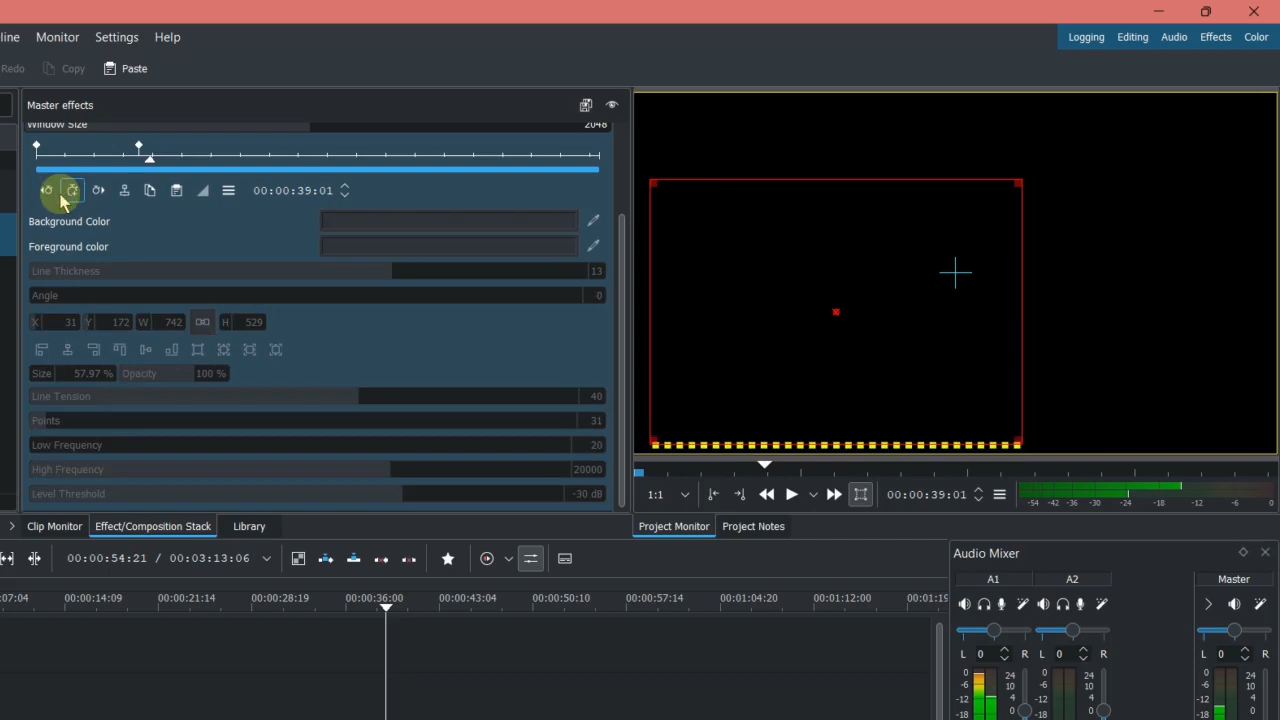 line Monitor Settings Help
Logging Editing Audio Effects Color
Redo Copy Paste
Master effects
Window Size 2048
00:00:39:01
Background Color
Foreground color
Line Thickness 13
Angle 0
X 31 Y 172 W 742 H 529
Size 57.97 % Opacity 100 %
Line Tension 40
Points 31
Low Frequency 20
High Frequency 20000
Level Threshold -30 dB
1:1 00:00:39:01 -54 -42 -36 -30 -24 -18 -12 -6 0
Clip Monitor Effect/Composition Stack Library Project Monitor Project Notes
00:00:54:21 / 00:03:13:06
Audio Mixer
A1 A2 Master
:07:04 00:00:14:09 00:00:21:14 00:00:28:19 00:00:36:00 00:00:43:04 00:00:50:10 00:00:57:14 00:01:04:20 00:01:12:00 00:01:19
L 0 R L 0 R L 0 R
0 24 0 24 0 24
-6 10 -6 10 -6 10
-12 4 -12 4 -12 4
-18 0 -18 0 -18 0